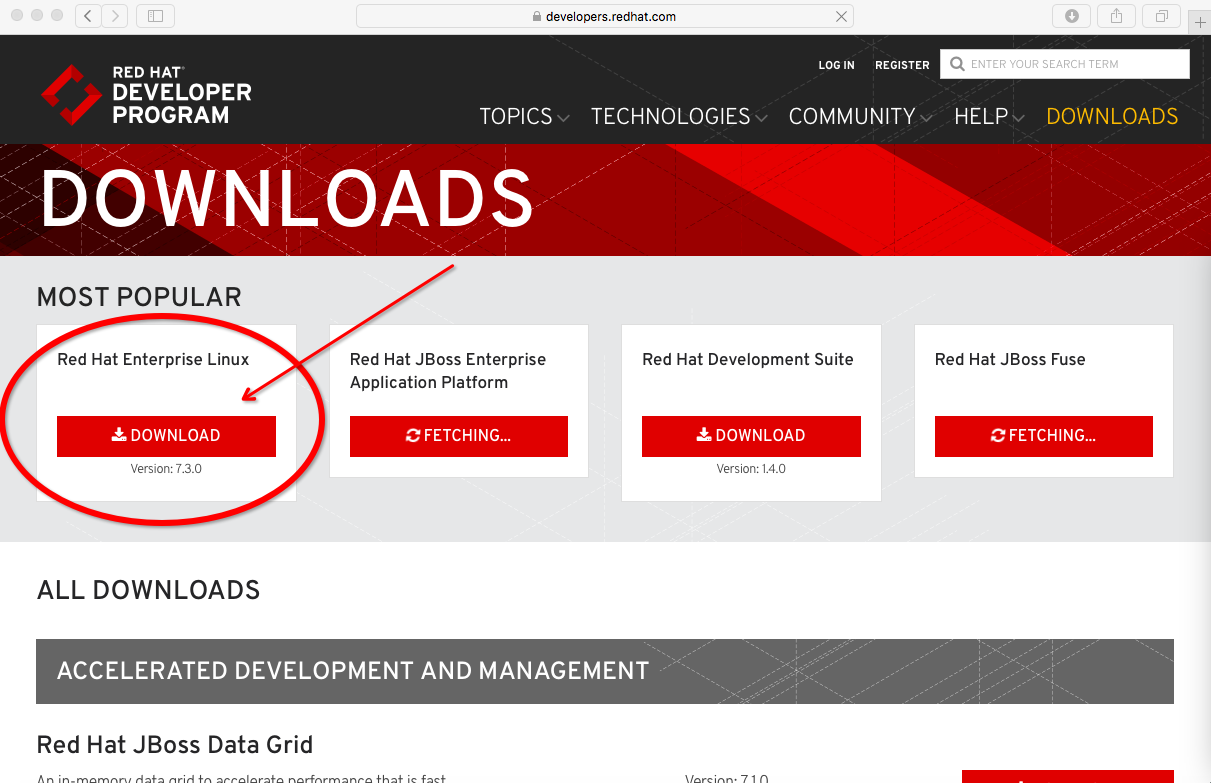 developers.redhat.com
LOG IN REGISTER ENTER YOUR SEARCH TERM
RED HAT®
DEVELOPER
PROGRAM
TOPICS TECHNOLOGIES COMMUNITY HELP DOWNLOADS
DOWNLOADS
MOST POPULAR
Red Hat Enterprise Linux
DOWNLOAD
Version: 7.3.0
Red Hat JBoss Enterprise
Application Platform
FETCHING...
Red Hat Development Suite
DOWNLOAD
Version: 1.4.0
Red Hat JBoss Fuse
FETCHING...
ALL DOWNLOADS
ACCELERATED DEVELOPMENT AND MANAGEMENT
Red Hat JBoss Data Grid
An in-memory data grid to accelerate performance that is fast,
Version: 7.1.0